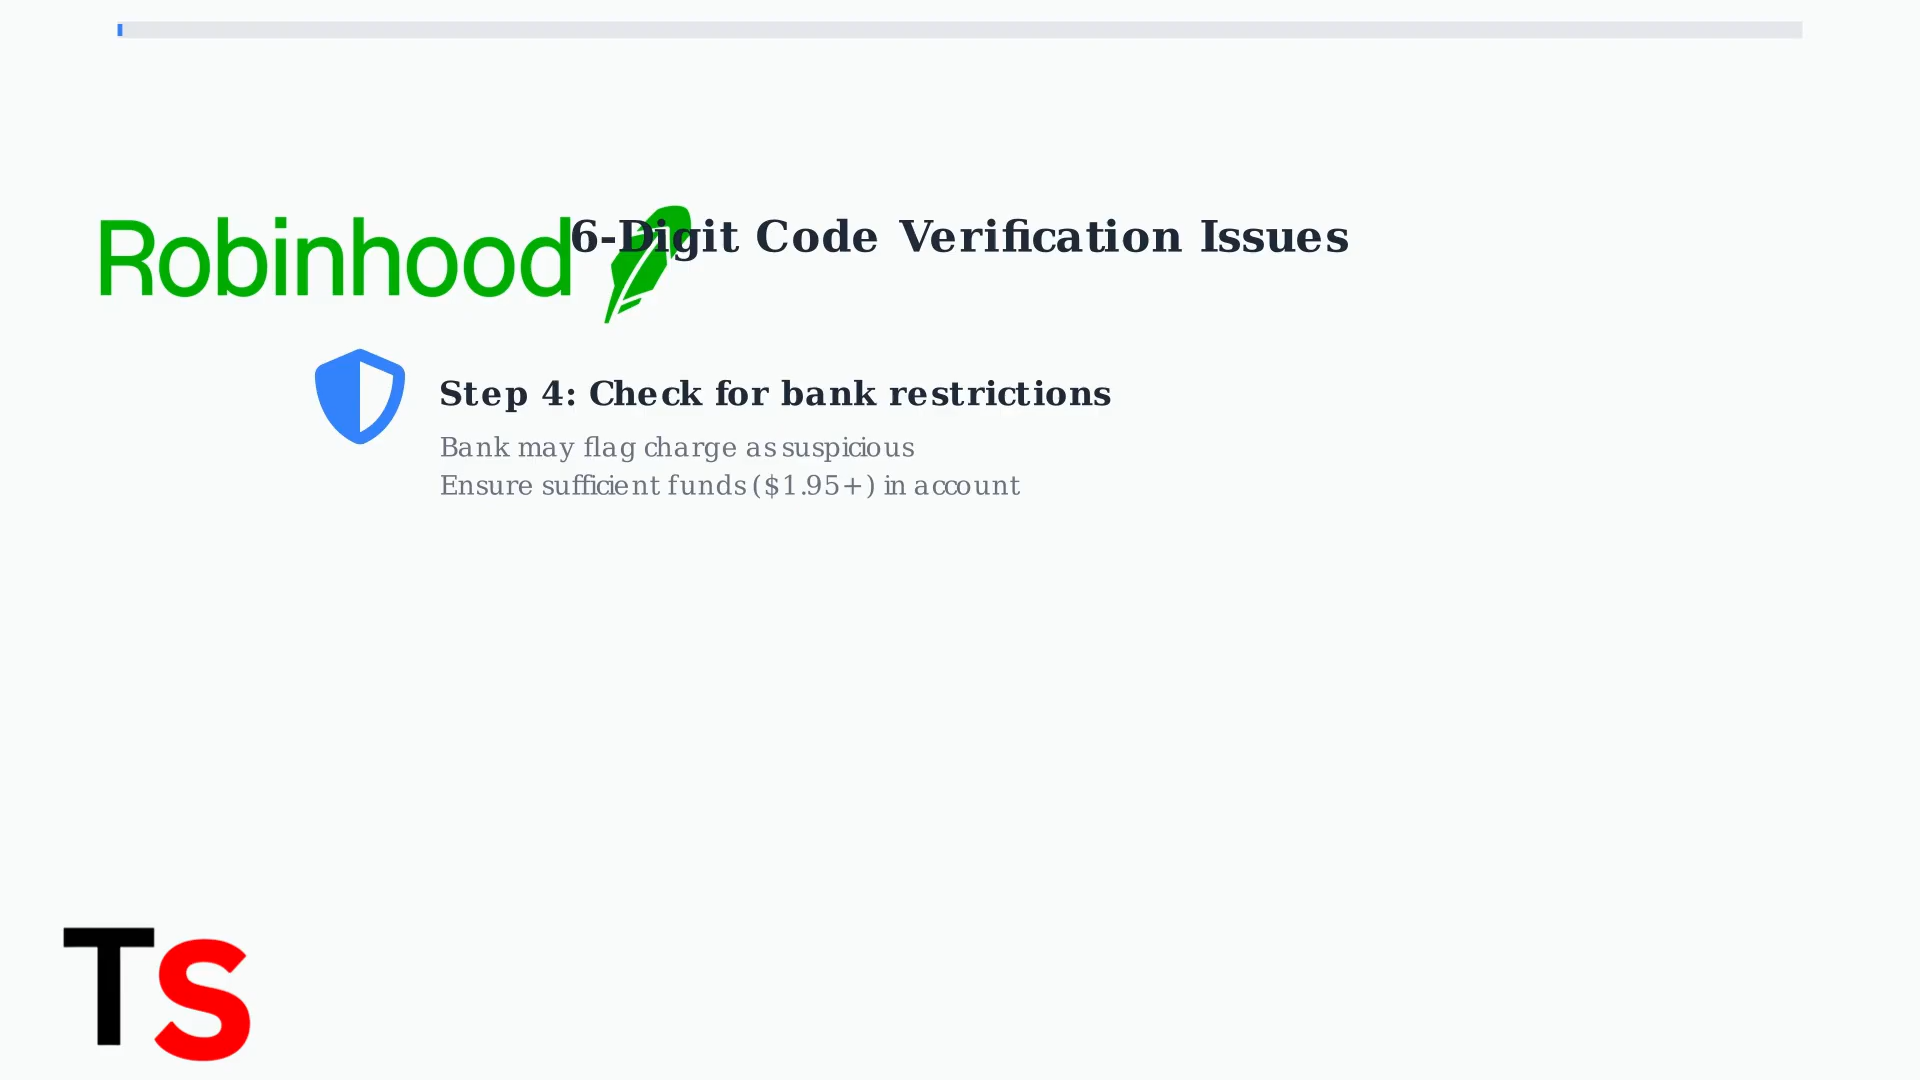 Robinhood
6-Digit Code Verification Issues
Step 4: Check for bank restrictions
Bank may flag charge as suspicious
Ensure sufficient funds ($1.95+) in account
TS